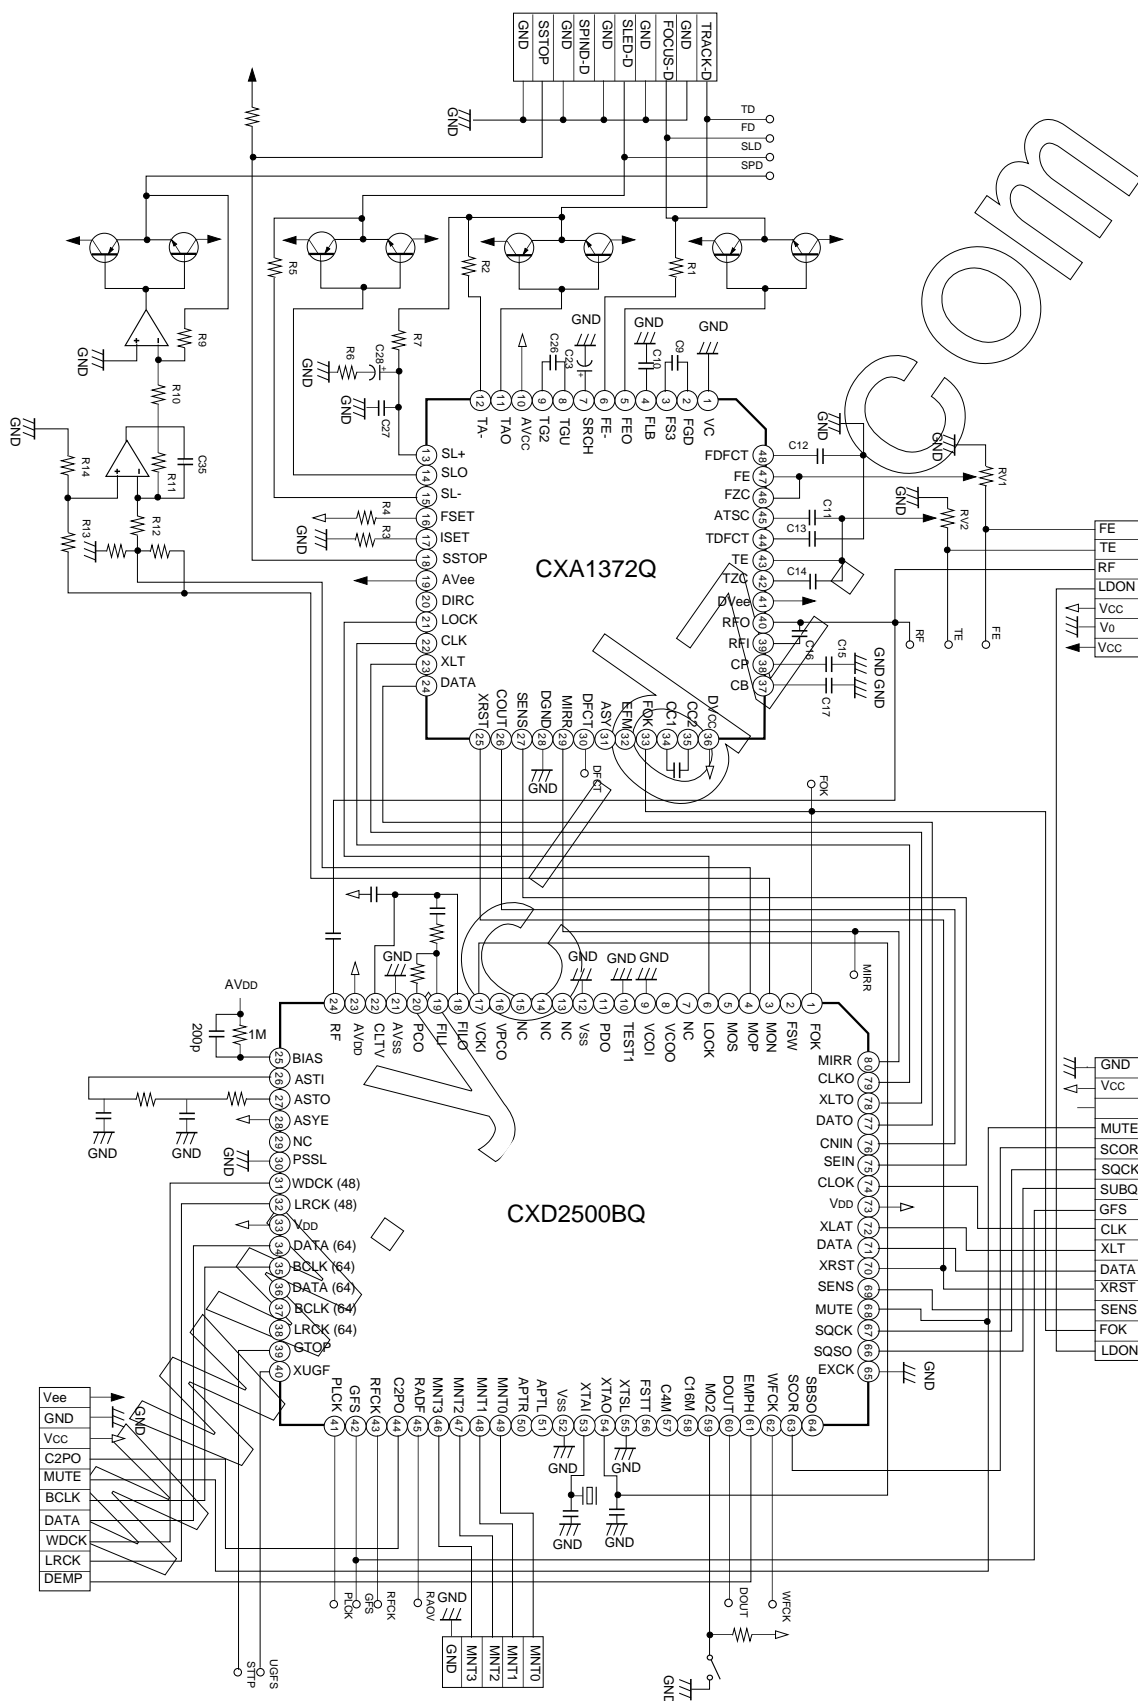 GND
SSTOP
GND
SPIND-D
GND
SLED-D
GND
FOCUS-D
GND
TRACK-D
GND
TD
FD
SLD
SPD
R5
R2
R1
R9
R7
R6
C28
+
C27
GND
GND
GND
R10
R14
R11
C35
R12
R13
GND
C26
C23
+
GND
GND
C10
C9
GND
12 11 10 9 8 7 6 5 4 3 2 1
TA-
TAO
AVCC
TG2
TGU
SRCH
FE-
FEO
FLB
FS3
FGD
VC
13 SL+
14 SLO
15 SL-
16 FSET
17 ISET
18 SSTOP
19 AVee
20 DIRC
21 LOCK
22 CLK
23 XLT
24 DATA
R4
R3
GND
CXA1372Q
FDFCT 48
FE 47
FZC 46
ATSC 45
TDFCT 44
TE 43
TZC 42
DVee 41
RFO 40
RFI 39
CP 38
CB 37
C12
C11
C13
C14
C16
C15
C17
GND
GND
GND
GND
GND
RV1
RV2
RF
TE
FE
FE
TE
RF
LDON
VCC
V0
VCC
XRST
COUT
SENS
DGND
MIRR
DFCT
ASY
EFM
FOK
CC1
CC2
DVCC
25 26 27 28 29 30 31 32 33 34 35 36
GND
DFCT
FOK
MIRR
GND
GND
GND
GND
24 23 22 21 20 19 18 17 16 15 14 13 12 11 10 9 8 7 6 5 4 3 2 1
RF
AVDD
CLTV
AVSS
PCO
FILI
FILO
VCKI
VPCO
NC
NC
NC
VSS
PDO
TEST1
VCOI
VCOO
NC
LOCK
MOS
MOP
MON
FSW
FOK
AVDD
200p
1M
25 BIAS
26 ASTI
27 ASTO
28 ASYE
29 NC
30 PSSL
31 WDCK (48)
32 LRCK (48)
33 VDD
34 DATA (64)
35 BCLK (64)
36 DATA (64)
37 BCLK (64)
38 LRCK (64)
39 GTOP
40 XUGF
GND
GND
GND
CXD2500BQ
MIRR 80
CLKO 79
XLTO 78
DATO 77
CNIN 76
SEIN 75
CLOK 74
VDD 73
XLAT 72
DATA 71
XRST 70
SENS 69
MUTE 68
SQCK 67
SQSO 66
EXCK 65
GND
GND
VCC
MUTE
SCOR
SQCK
SUBQ
GFS
CLK
XLT
DATA
XRST
SENS
FOK
LDON
PLCK
GFS
RFCK
C2PO
RADF
MNT3
MNT2
MNT1
MNT0
APTR
APTL
VSS
XTAI
XTAO
XTSL
FSTT
C4M
C16M
MO2
DOUT
EMPH
WFCK
SCOR
SBSO
41 42 43 44 45 46 47 48 49 50 51 52 53 54 55 56 57 58 59 60 61 62 63 64
Vee
GND
VCC
C2PO
MUTE
BCLK
DATA
WDCK
LRCK
DEMP
GND
GND
GND
GND
GND
PLCK
GFS
RFCK
RAOV
GND
GND
MNT3
MNT2
MNT1
MNT0
DOUT
WFCK
STTP
UGFS
GND
www.DataSheet4U.com